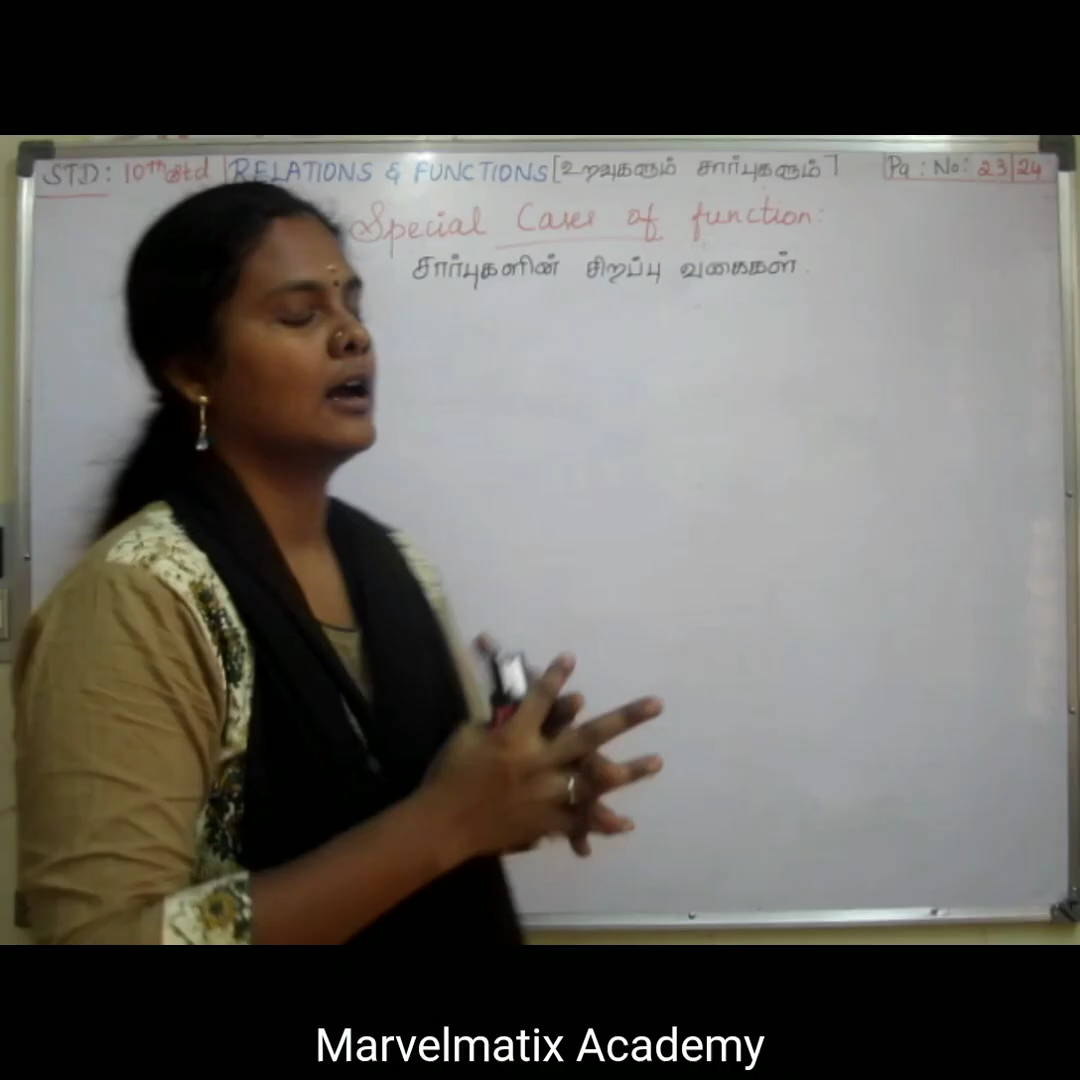 STD: 10th std RELATIONS & FUNCTIONS [உறவுகளும் சார்புகளும்] Pg: No: 23|24
Special Cases of function:
சார்புகளின் சிறப்பு வகைகள்.
Marvelmatix Academy